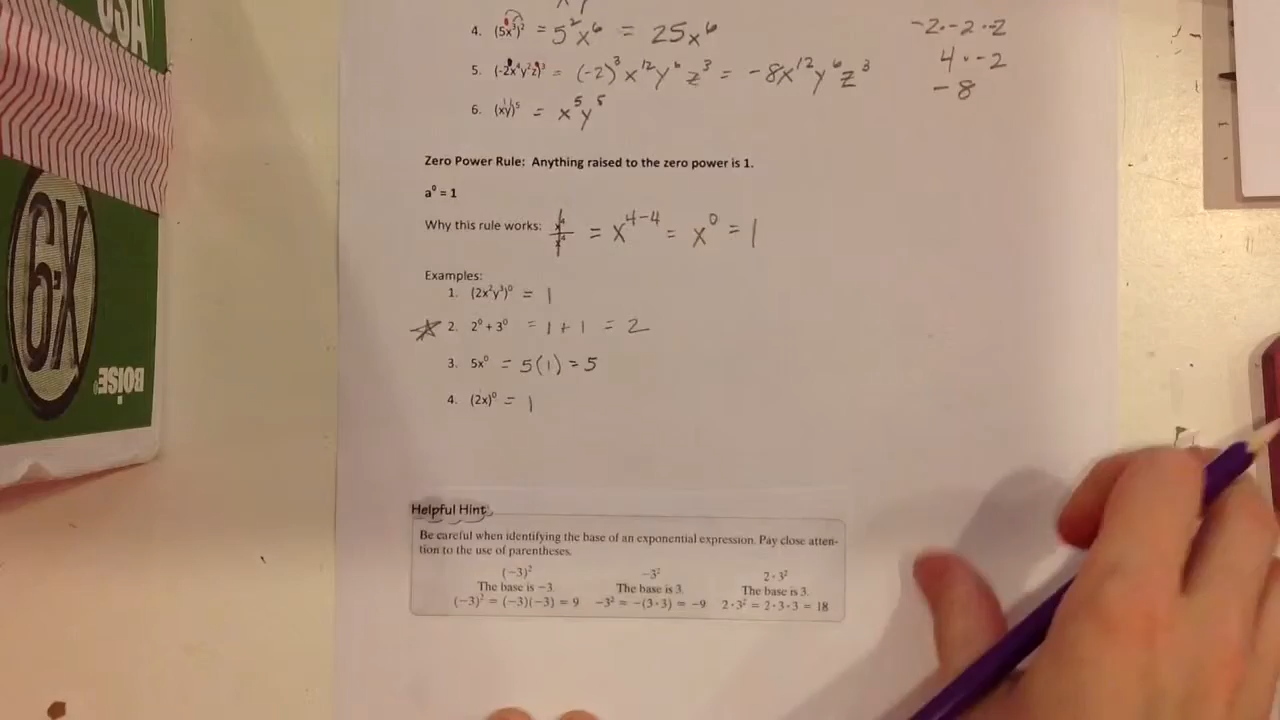 4. (5x³)² = 5²x⁶ = 25x⁶
-2·-2·-2
5. (-2x⁴y²z)³ = (-2)³x¹²y⁶z³ = -8x¹²y⁶z³
4·-2
-8
6. (xy)⁵ = x⁵y⁵
Zero Power Rule: Anything raised to the zero power is 1.
a⁰ = 1
Why this rule works: x⁴/x⁴ = x⁴⁻⁴ = x⁰ = 1
Examples:
1. (2x²y³)⁰ = 1
2. 2⁰ + 3⁰ = 1 + 1 = 2
3. 5x⁰ = 5(1) = 5
4. (2x)⁰ = 1
Helpful Hint
Be careful when identifying the base of an exponential expression. Pay close atten-
tion to the use of parentheses.
(−3)² −3² 2·3²
The base is −3 The base is 3. The base is 3.
(−3)² = (−3)(−3) = 9 −3² = −(3·3) = −9 2·3² = 2·3·3 = 18
USA
X-9
BOISE®